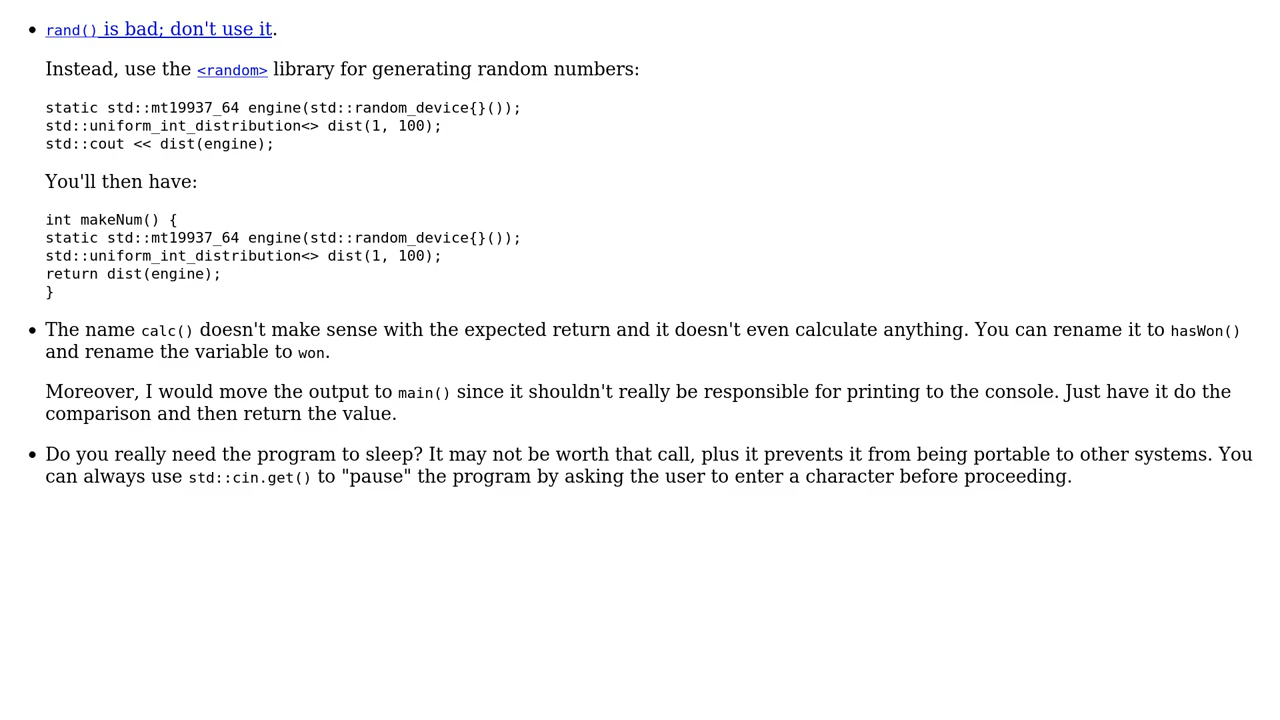 rand() is bad; don't use it.
Instead, use the <random> library for generating random numbers:
static std::mt19937_64 engine(std::random_device{}());
std::uniform_int_distribution<> dist(1, 100);
std::cout << dist(engine);
You'll then have:
int makeNum() {
static std::mt19937_64 engine(std::random_device{}());
std::uniform_int_distribution<> dist(1, 100);
return dist(engine);
}
The name calc() doesn't make sense with the expected return and it doesn't even calculate anything. You can rename it to hasWon()
and rename the variable to won.
Moreover, I would move the output to main() since it shouldn't really be responsible for printing to the console. Just have it do the
comparison and then return the value.
Do you really need the program to sleep? It may not be worth that call, plus it prevents it from being portable to other systems. You
can always use std::cin.get() to "pause" the program by asking the user to enter a character before proceeding.